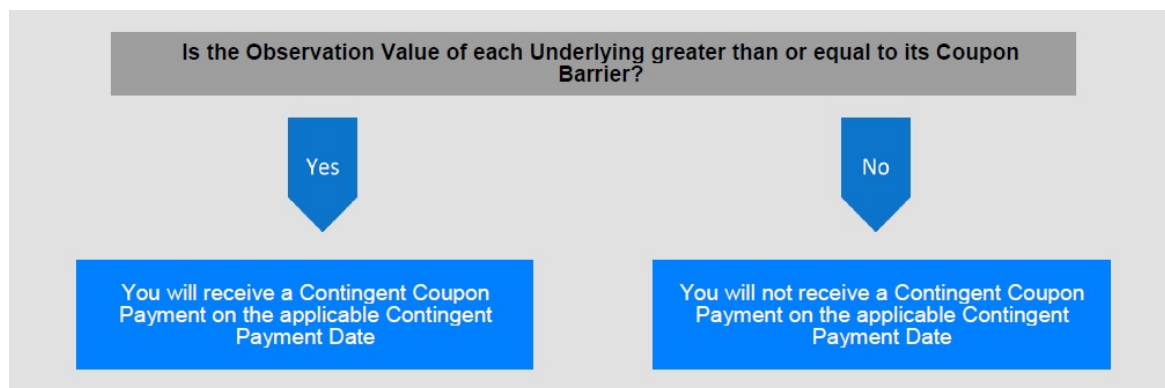 Is the Observation Value of each Underlying greater than or equal to its Coupon
Barrier?
Yes
No
You will receive a Contingent Coupon
Payment on the applicable Contingent
Payment Date
You will not receive a Contingent Coupon
Payment on the applicable Contingent
Payment Date